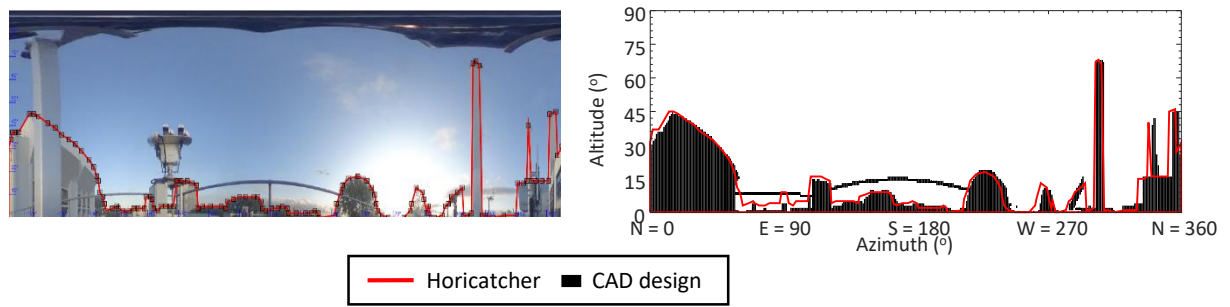 90
75
60
45
30
15
0
Altitude (º)
N = 0
E = 90
S = 180
W = 270
N = 360
Azimuth (º)
Horicatcher
CAD design